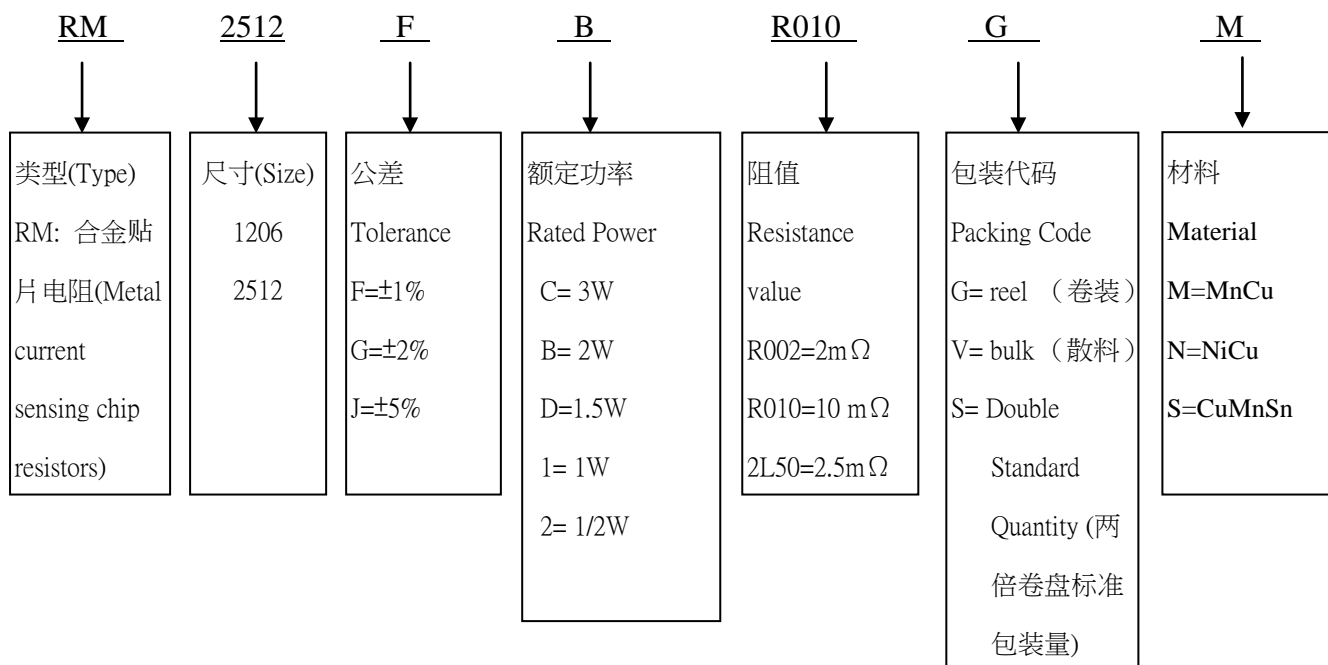 RM 2512 F B R010 G M
类型(Type)
RM: 合金贴
片电阻(Metal
current
sensing chip
resistors)
尺寸(Size)
1206
2512
公差
Tolerance
F=±1%
G=±2%
J=±5%
额定功率
Rated Power
C= 3W
B= 2W
D=1.5W
1= 1W
2= 1/2W
阻值
Resistance
value
R002=2mΩ
R010=10 mΩ
2L50=2.5mΩ
包装代码
Packing Code
G= reel （卷装）
V= bulk （散料）
S= Double
Standard
Quantity (两
倍卷盘标准
包装量)
材料
Material
M=MnCu
N=NiCu
S=CuMnSn